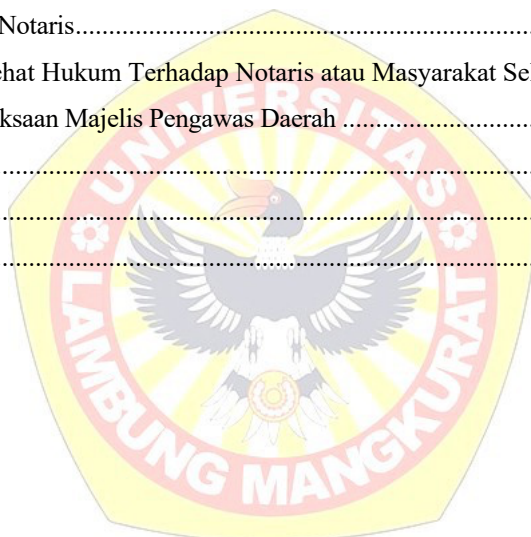 Notaris...........................................................................
ehat Hukum Terhadap Notaris atau Masyarakat Se
ksaan Majelis Pengawas Daerah ................................
................................................................................
................................................................................
................................................................................
UNIVERSITAS
LAMBUNG MANGKURAT